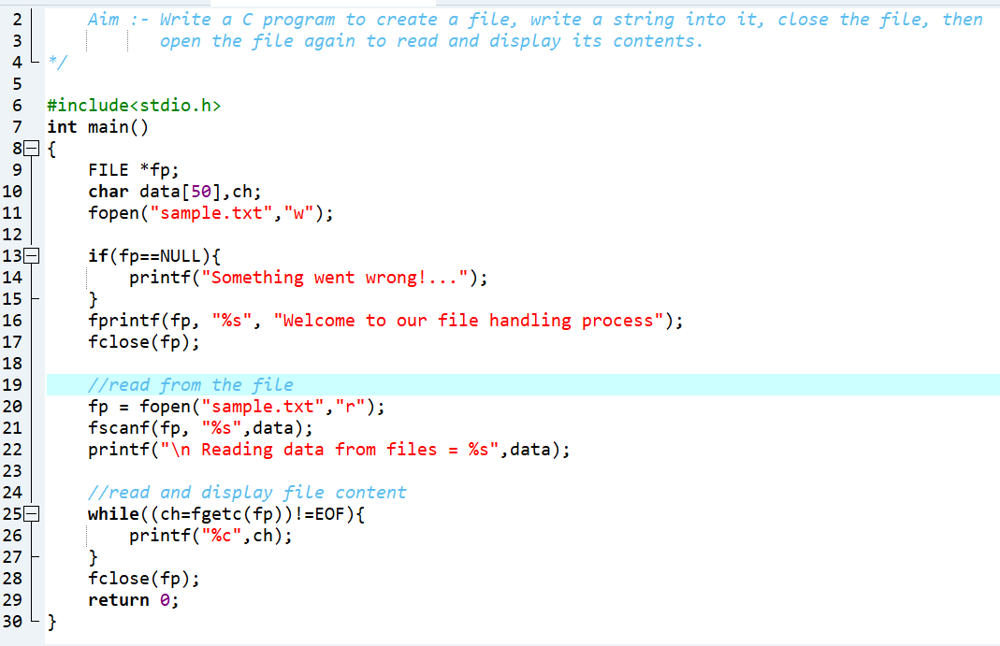 2 Aim :- Write a C program to create a file, write a string into it, close the file, then
3 open the file again to read and display its contents.
4 */
5
6 #include<stdio.h>
7 int main()
8 {
9 FILE *fp;
10 char data[50],ch;
11 fopen("sample.txt","w");
12
13 if(fp==NULL){
14 printf("Something went wrong!...");
15 }
16 fprintf(fp, "%s", "Welcome to our file handling process");
17 fclose(fp);
18
19 //read from the file
20 fp = fopen("sample.txt","r");
21 fscanf(fp, "%s",data);
22 printf("\n Reading data from files = %s",data);
23
24 //read and display file content
25 while((ch=fgetc(fp))!=EOF){
26 printf("%c",ch);
27 }
28 fclose(fp);
29 return 0;
30 }